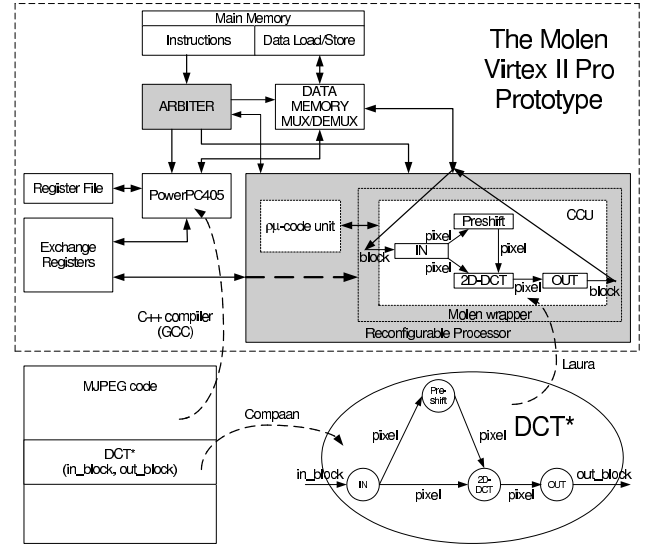 Main Memory
Instructions
Data Load/Store
The Molen
Virtex II Pro
Prototype
ARBITER
DATA
MEMORY
MUX/DEMUX
Register File
PowerPC405
Exchange
Registers
ρμ-code unit
CCU
Preshift
pixel
block
IN
pixel
pixel
2D-DCT
pixel
OUT
block
Molen wrapper
Reconfigurable Processor
C++ compiler
(GCC)
Laura
MJPEG code
Compaan
DCT*
(in_block, out_block)
Pre-
shift
DCT*
pixel
pixel
in_block
IN
pixel
2D-
DCT
pixel
OUT
out_block